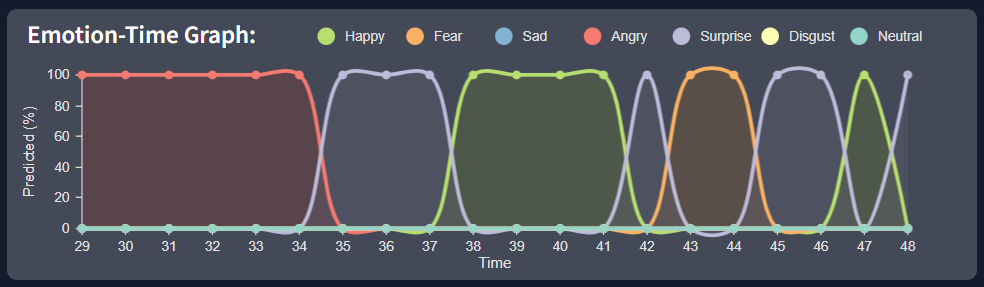 Emotion-Time Graph:
Happy Fear Sad Angry Surprise Disgust Neutral
Predicted (%)
100
80
60
40
20
0
29 30 31 32 33 34 35 36 37 38 39 40 41 42 43 44 45 46 47 48
Time